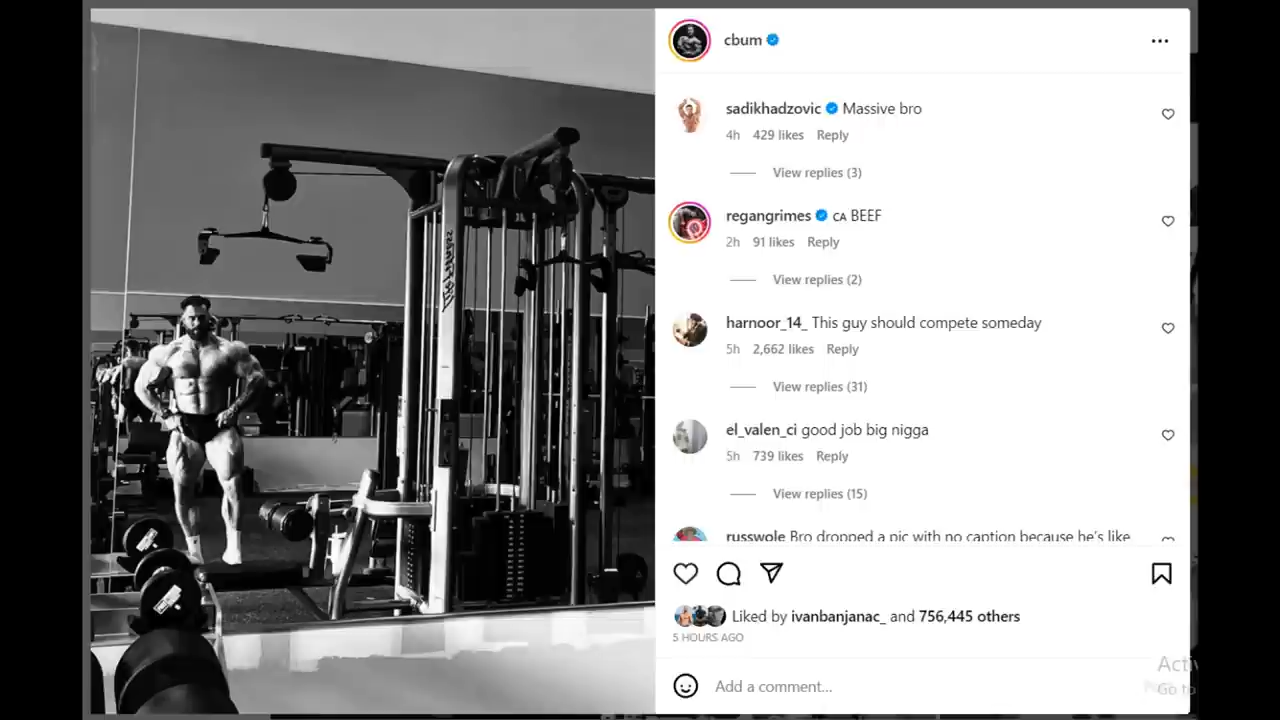 cbum
sadikhadzovic Massive bro
4h 429 likes Reply
View replies (3)
regangrimes CA BEEF
2h 91 likes Reply
View replies (2)
harnoor_14_ This guy should compete someday
5h 2,662 likes Reply
View replies (31)
el_valen_ci good job big nigga
5h 739 likes Reply
View replies (15)
russwole Bro dropped a pic with no caption because he's like
Liked by ivanbanjanac_ and 756,445 others
5 HOURS AGO
Add a comment...
Acti
Go to